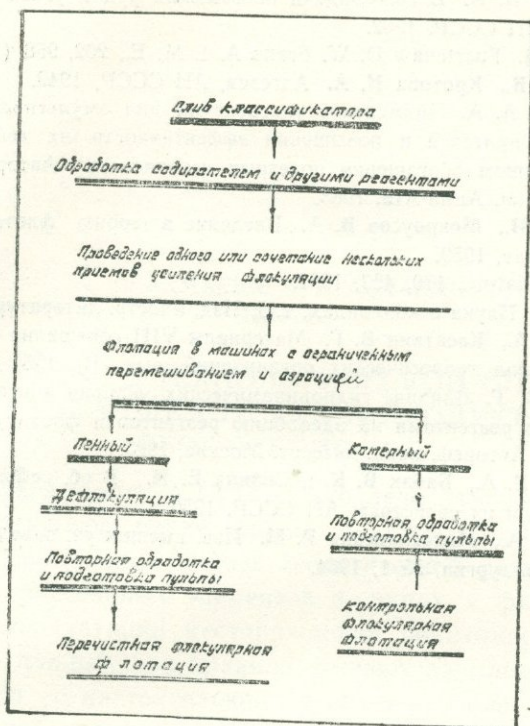 Слив классификатора
Обработка собирателем и другими реагентами
Проведение одного или сочетание нескольких
приемов усиления флокуляции
Флотация в машинах с ограниченным
перемешиванием и аэрацией
Пенный
Камерный
Дефлокуляция
Повторная обработка
и подготовка пульпы
Повторная обработка
и подготовка пульпы
Перечистная флокулярная
флотация
контрольная
флокулярная
флотация